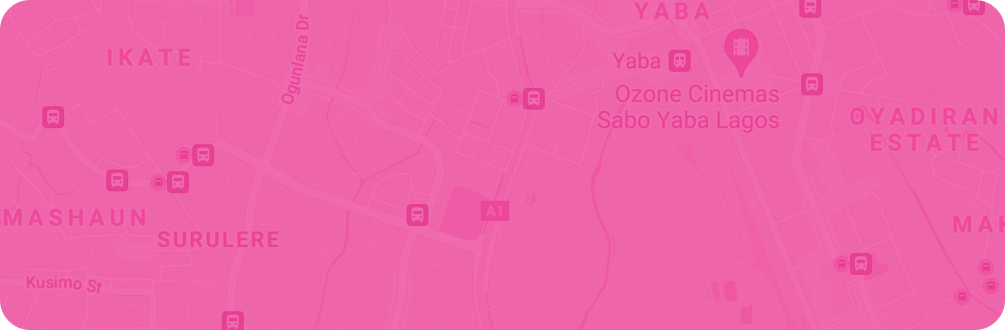 YABA
IKATE
Ogunlana Dr
Yaba
Ozone Cinemas
Sabo Yaba Lagos
OYADIRAN
ESTATE
MASHAUN
A1
MAK
SURULERE
Kusimo St